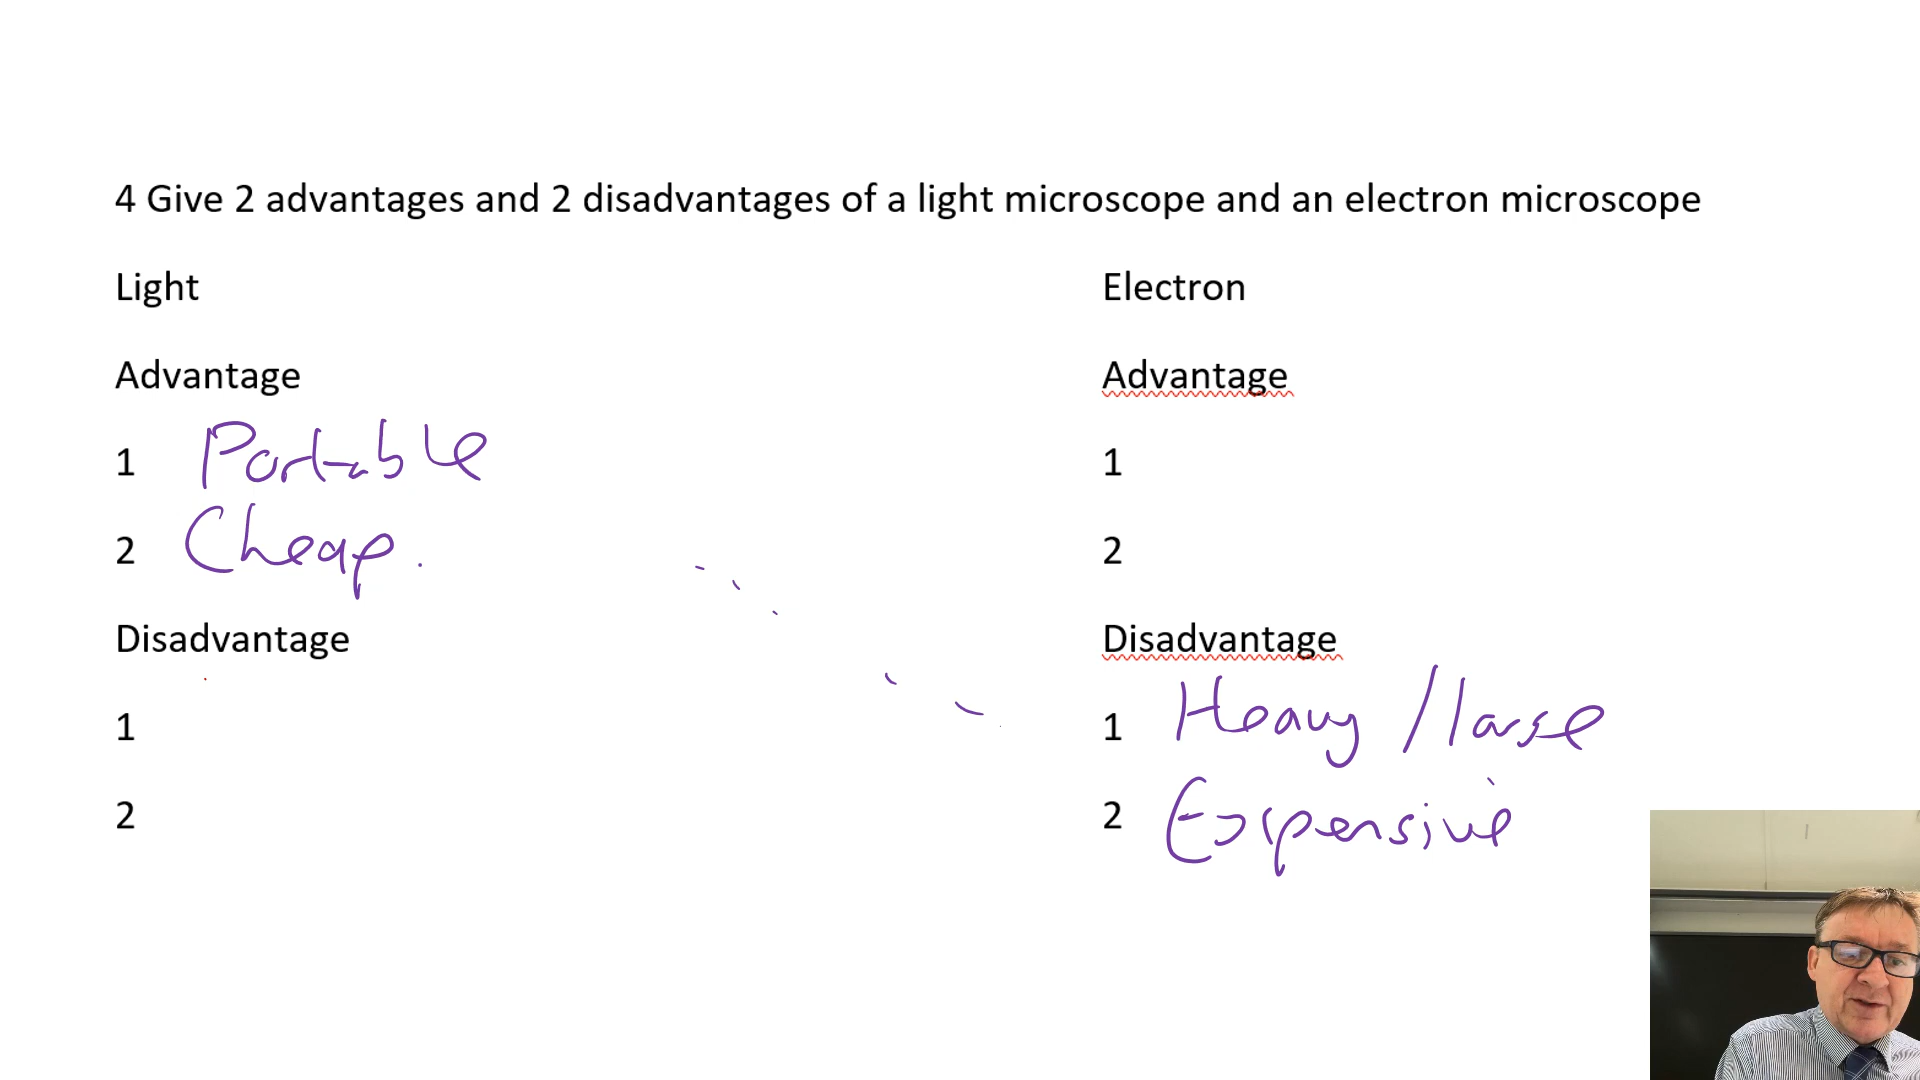 4 Give 2 advantages and 2 disadvantages of a light microscope and an electron microscope
Light
Electron
Advantage
Advantage
1 Portable
1
2 Cheap.
2
Disadvantage
Disadvantage
1
1 Heavy / large
2
2 Expensive